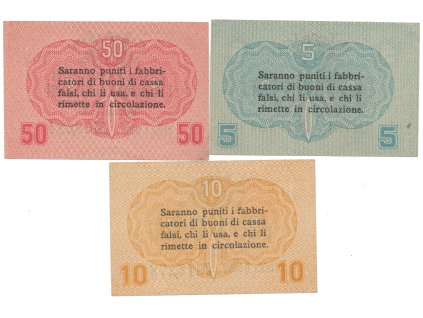 50
Saranno puniti i fabbri-
catori di buoni di cassa
falsi, chi li usa, e chi li
rimette in circolazione.
50 50
5
Saranno puniti i fabbri-
catori di buoni di cassa
falsi, chi li usa, e chi li
rimette in circolazione.
5 5
10
Saranno puniti i fabbri-
catori di buoni di cassa
falsi, chi li usa, e chi li
rimette in circolazione.
10 10